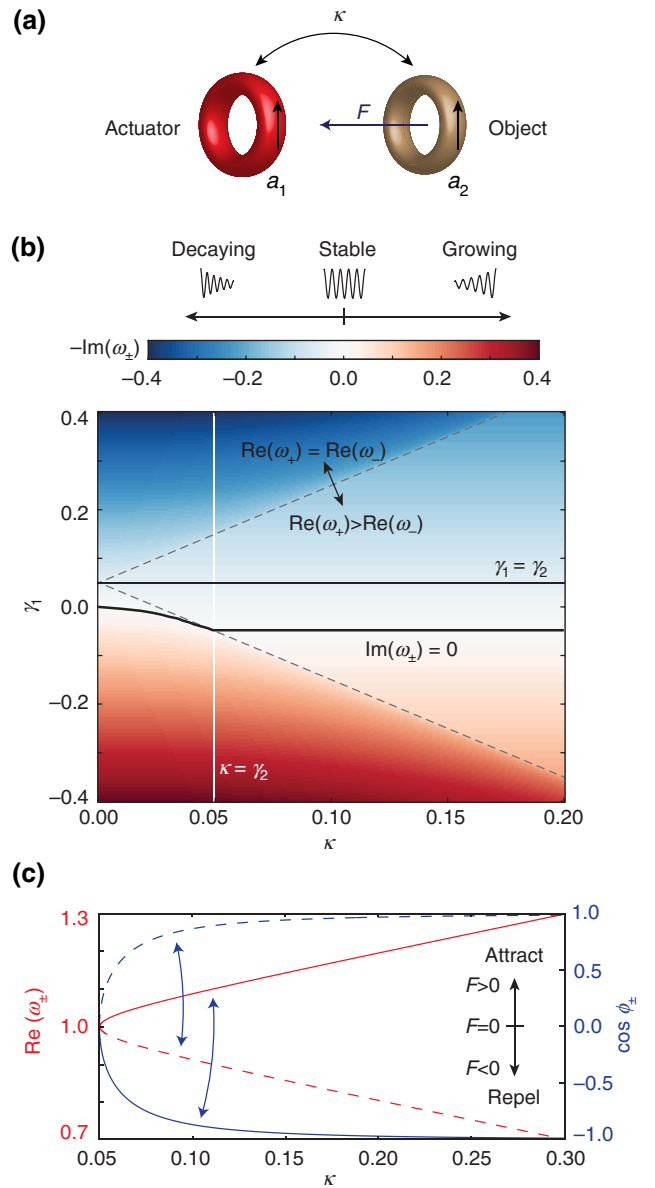 (a)
κ
Actuator
F
Object
a1
a2
(b)
Decaying Stable Growing
−Im(ω±)
−0.4 −0.2 0.0 0.2 0.4
0.4
Re(ω+) = Re(ω−)
0.2
Re(ω+)>Re(ω−)
γ1 = γ2
γ1
0.0
Im(ω±) = 0
−0.2
κ = γ2
−0.4
0.00 0.05 0.10 0.15 0.20
κ
(c)
1.3 1.0
Attract
0.5
F>0
Re (ω±) 1.0 F=0 0.0 cos ϕ±
F<0
−0.5
Repel
0.7 −1.0
0.05 0.10 0.15 0.20 0.25 0.30
κ